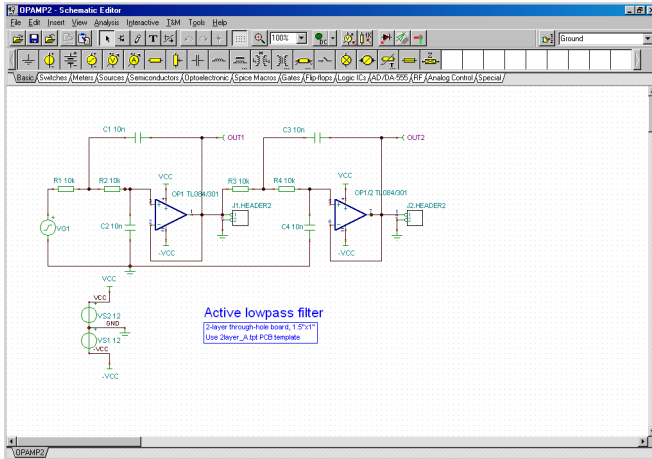 OPAMP2 - Schematic Editor
File Edit Insert View Analysis Interactive T&M Tools Help
100%
Ground
Basic Switches Meters Sources Semiconductors Optoelectronic Spice Macros Gates Flip-flops Logic ICs AD/DA-555 RF Analog Control Special
C1 10n
OUT1
C3 10n
OUT2
R1 10k
R2 10k
VCC
OP1 TL084/301
R3 10k
R4 10k
VCC
OP1/2 TL084/301
J1.HEADER2
J2.HEADER2
VG1
C2 10n
C4 10n
-VCC
-VCC
VCC
VCC
VS2 12
GND
VS1 12
-VCC
-VCC
Active lowpass filter
2-layer through-hole board, 1.5"x1"
Use 2layer_A.tpt PCB template
OPAMP2